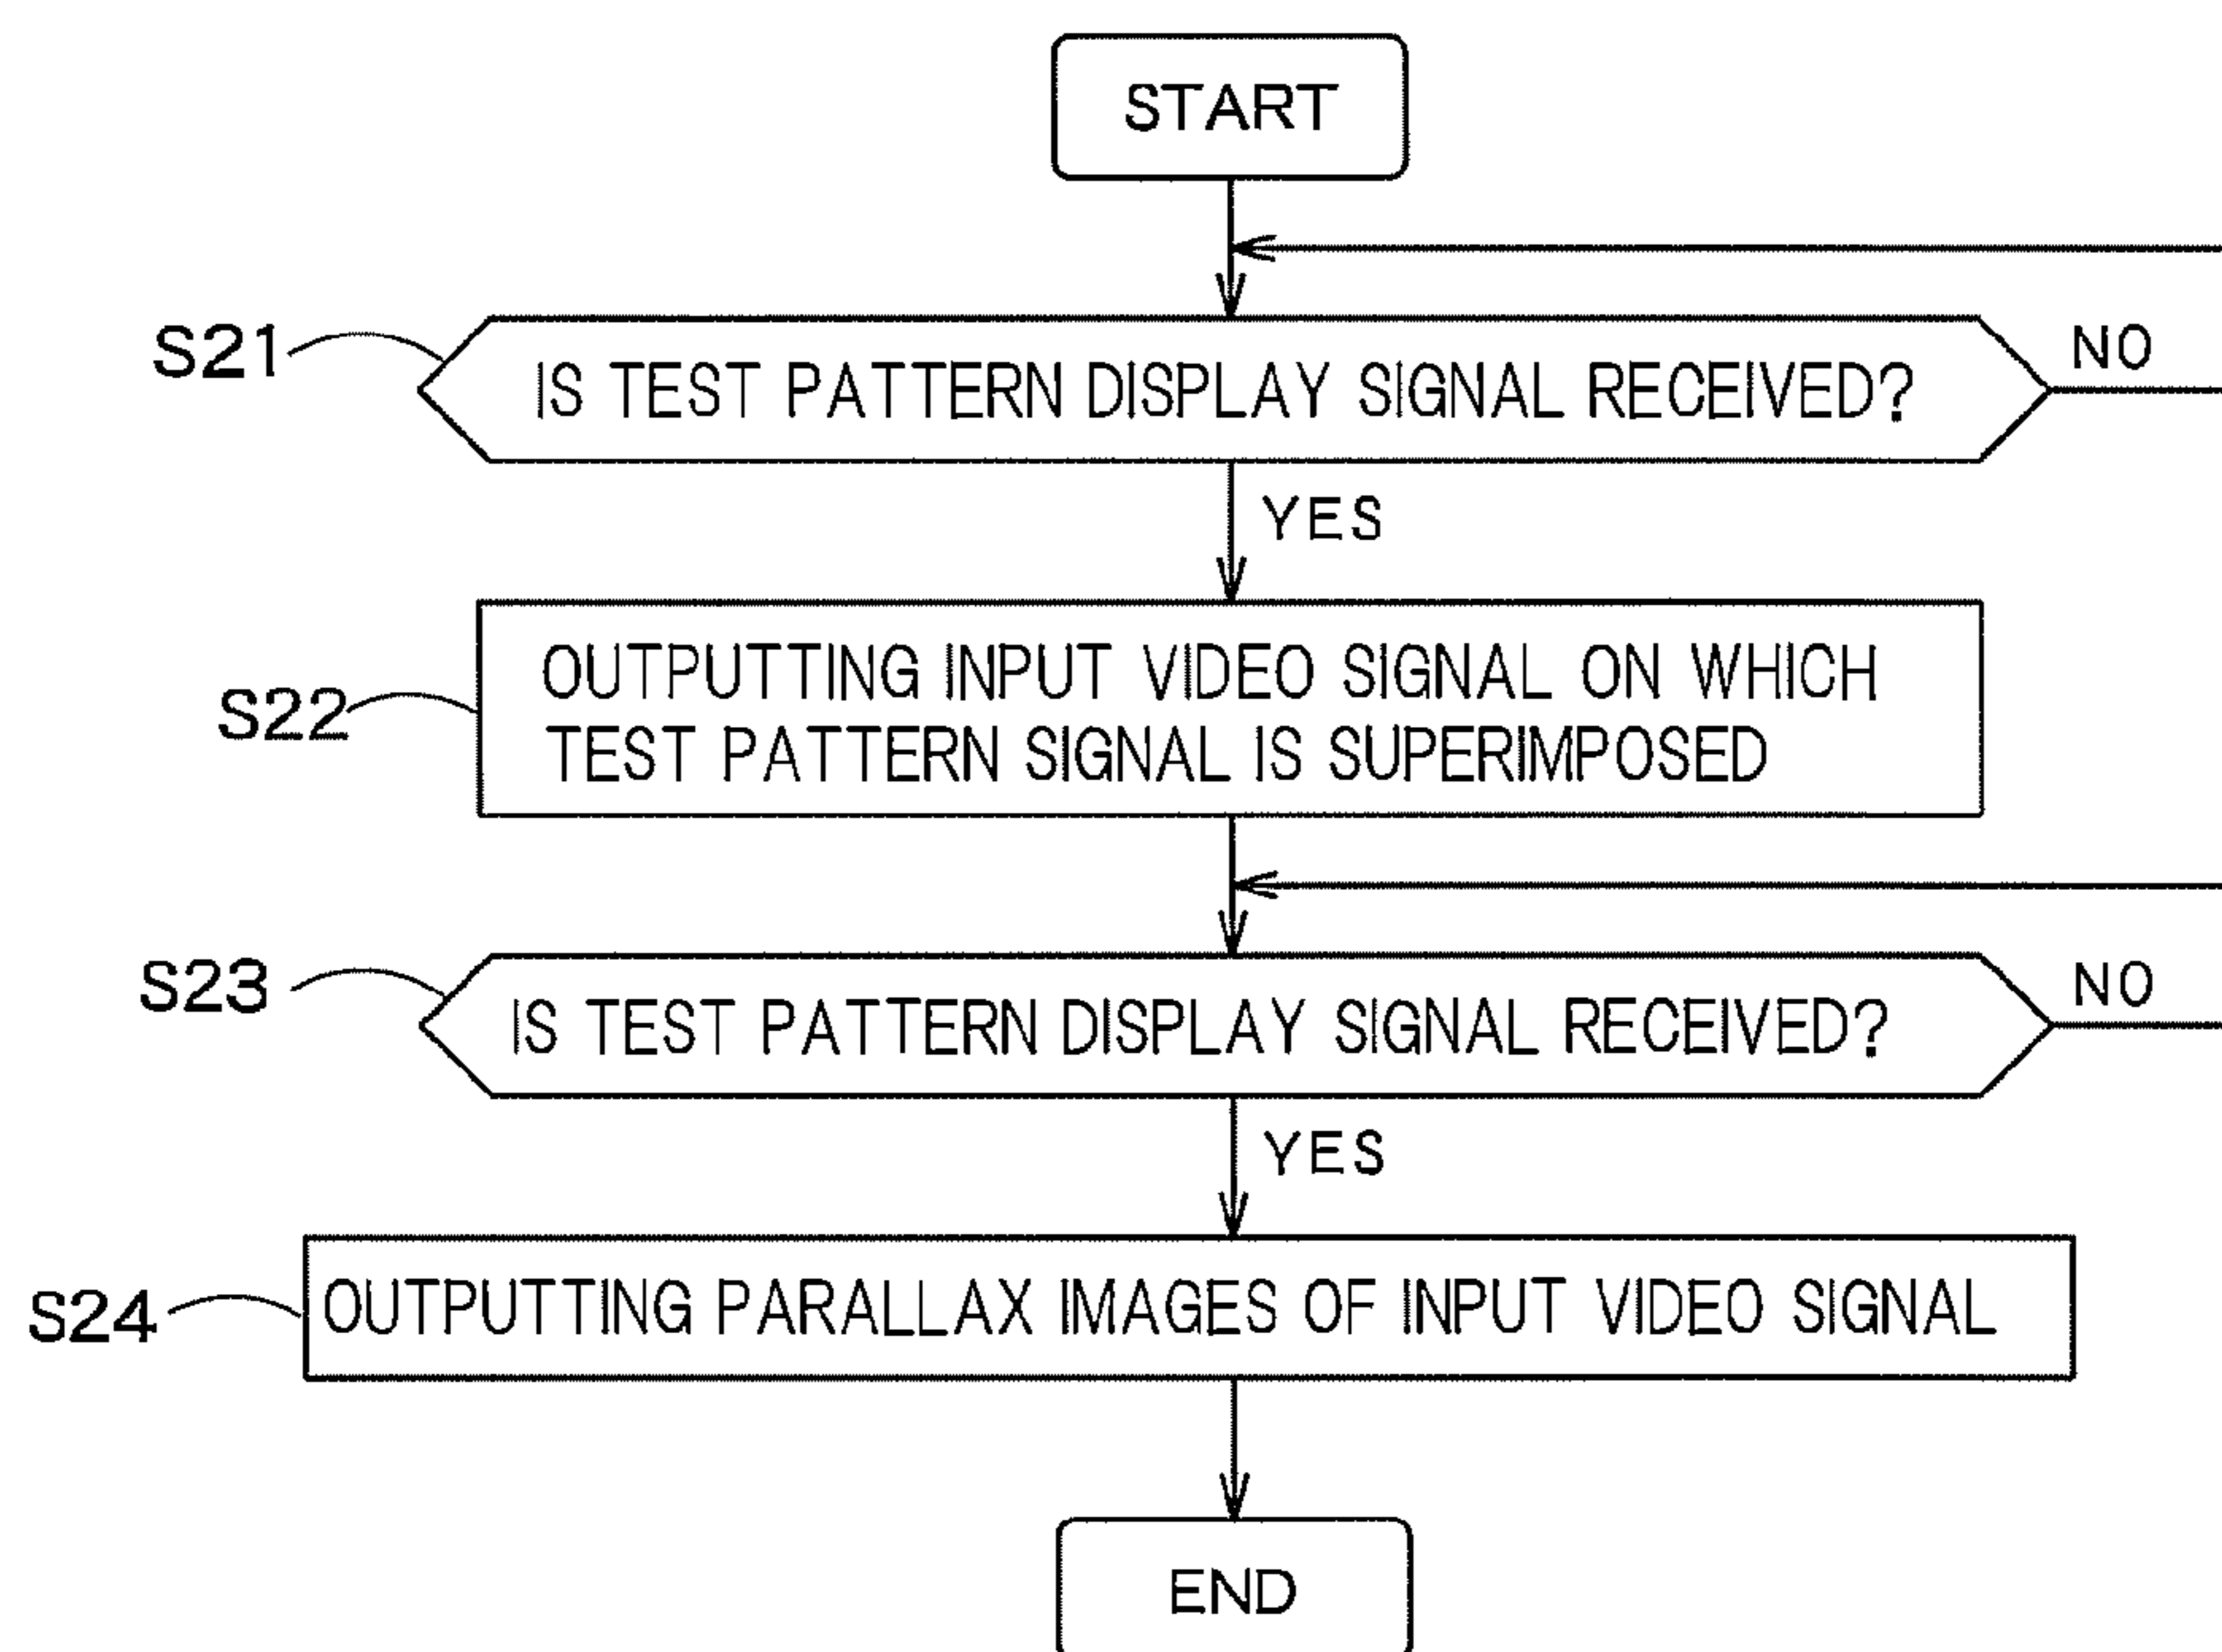 START
S21
IS TEST PATTERN DISPLAY SIGNAL RECEIVED?
NO
YES
S22
OUTPUTTING INPUT VIDEO SIGNAL ON WHICH
TEST PATTERN SIGNAL IS SUPERIMPOSED
S23
IS TEST PATTERN DISPLAY SIGNAL RECEIVED?
NO
YES
S24
OUTPUTTING PARALLAX IMAGES OF INPUT VIDEO SIGNAL
END